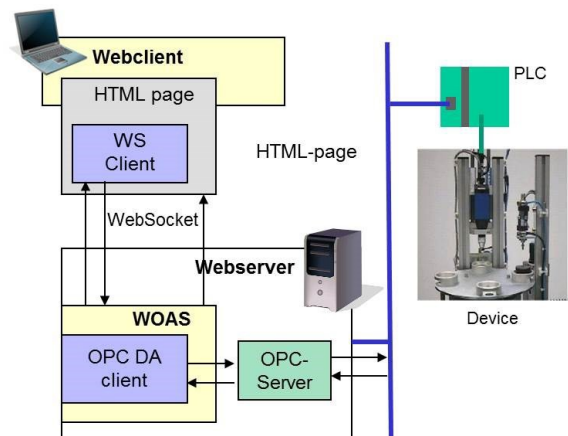 Webclient
HTML page
WS
Client
HTML-page
PLC
WebSocket
Webserver
Device
WOAS
OPC DA
client
OPC-
Server